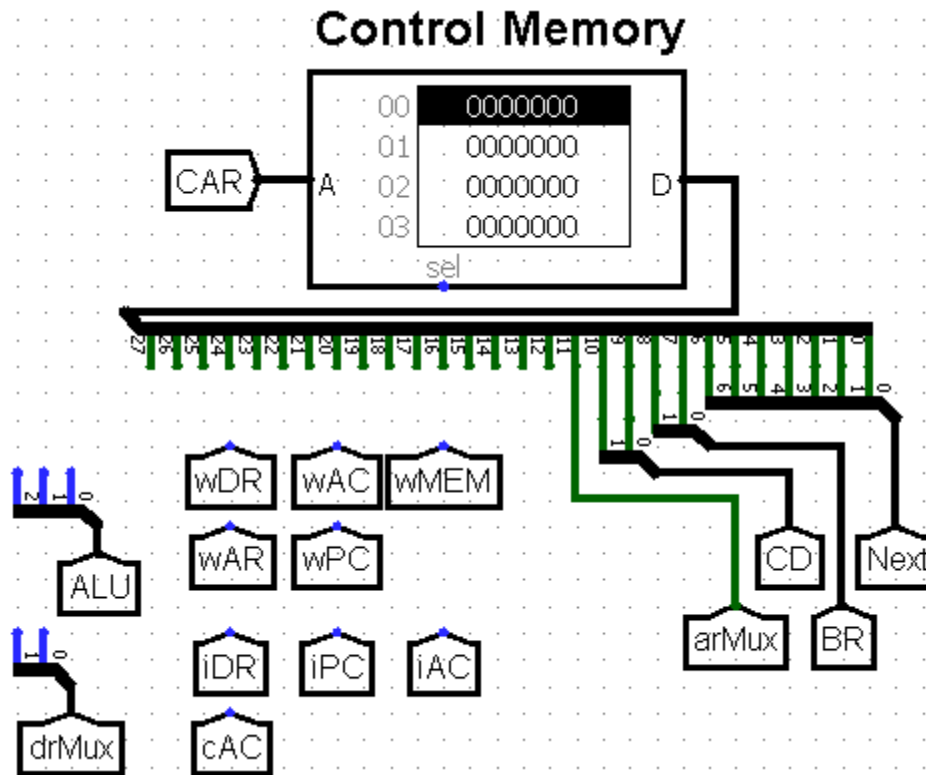 Control Memory
00 0000000
01 0000000
02 0000000
03 0000000
CAR
A
D
sel
27 26 25 24 23 22 21 20 19 18 17 16 15 14 13 12 11 10 9 8 7 6 5 4 3 2 1 0
6 5 4 3 2 1 0
1 0
1 0
2 1 0
wDR wAC wMEM
wAR wPC
ALU
CD
Next
1 0
iDR iPC iAC
arMux
BR
drMux
cAC